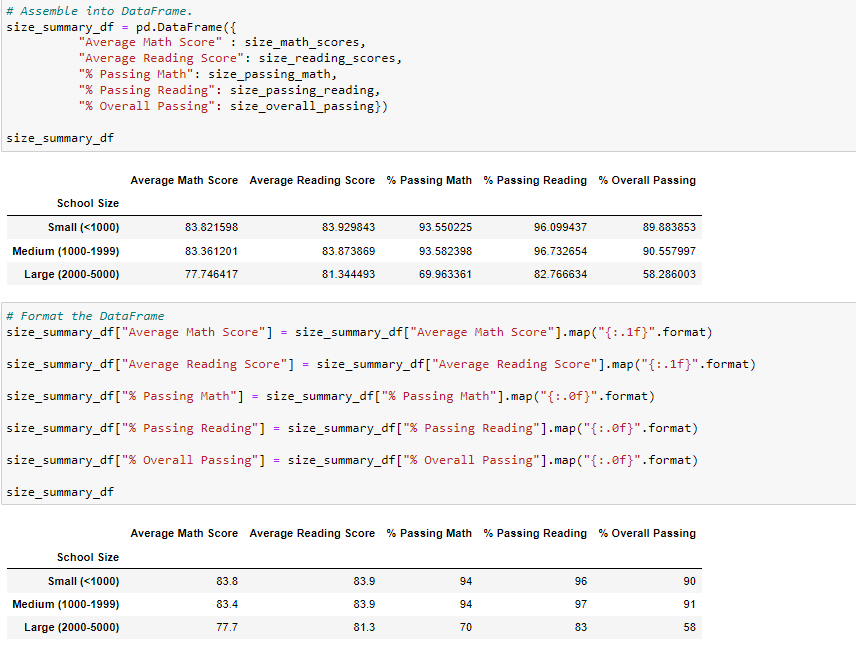 # Assemble into DataFrame.
size_summary_df = pd.DataFrame({
          "Average Math Score" : size_math_scores,
          "Average Reading Score": size_reading_scores,
          "% Passing Math": size_passing_math,
          "% Passing Reading": size_passing_reading,
          "% Overall Passing": size_overall_passing})
size_summary_df
Average Math Score Average Reading Score % Passing Math % Passing Reading % Overall Passing
School Size
Small (<1000) 83.821598 83.929843 93.550225 96.099437 89.883853
Medium (1000-1999) 83.361201 83.873869 93.582398 96.732654 90.557997
Large (2000-5000) 77.746417 81.344493 69.963361 82.766634 58.286003
# Format the DataFrame
size_summary_df["Average Math Score"] = size_summary_df["Average Math Score"].map("{:.1f}".format)
size_summary_df["Average Reading Score"] = size_summary_df["Average Reading Score"].map("{:.1f}".format)
size_summary_df["% Passing Math"] = size_summary_df["% Passing Math"].map("{:.0f}".format)
size_summary_df["% Passing Reading"] = size_summary_df["% Passing Reading"].map("{:.0f}".format)
size_summary_df["% Overall Passing"] = size_summary_df["% Overall Passing"].map("{:.0f}".format)
size_summary_df
Average Math Score Average Reading Score % Passing Math % Passing Reading % Overall Passing
School Size
Small (<1000) 83.8 83.9 94 96 90
Medium (1000-1999) 83.4 83.9 94 97 91
Large (2000-5000) 77.7 81.3 70 83 58